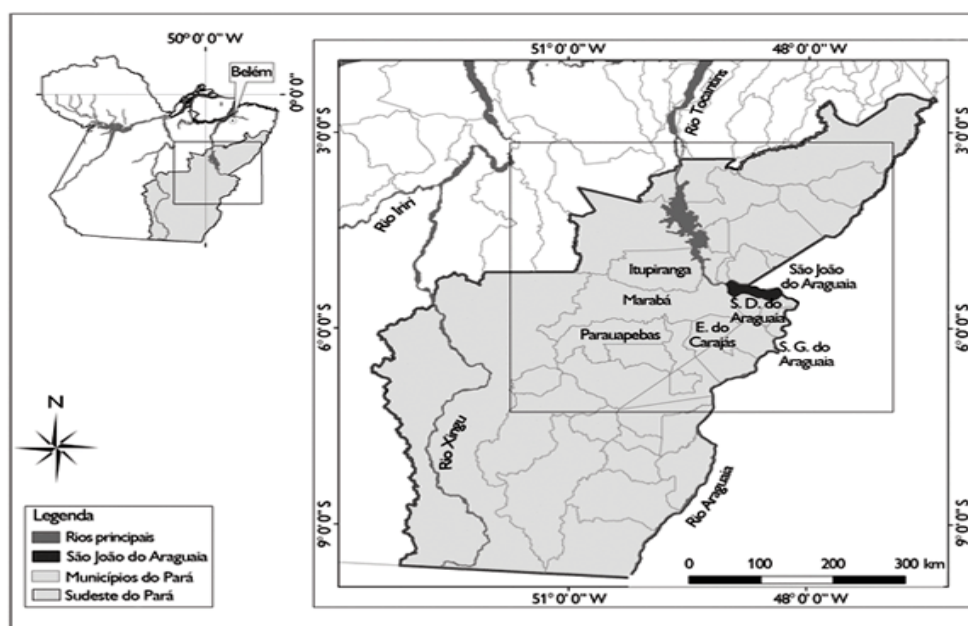 50° 0' 0" W
Belém
0° 0' 0"
51° 0' 0" W
48° 0' 0" W
3° 0' 0" S
3° 0' 0" S
Rio Tocantins
Rio Iriri
Itupiranga
São João
do Araguaia
Marabá
S. D. do
Araguaia
Parauapebas
E. do
Carajás
S. G. do
Araguaia
6° 0' 0" S
6° 0' 0" S
N
Rio Xingu
Rio Araguaia
9° 0' 0" S
9° 0' 0" S
Legenda
Rios principais
São João do Araguaia
Municípios do Pará
Sudeste do Pará
0 100 200 300 km
51° 0' 0" W
48° 0' 0" W